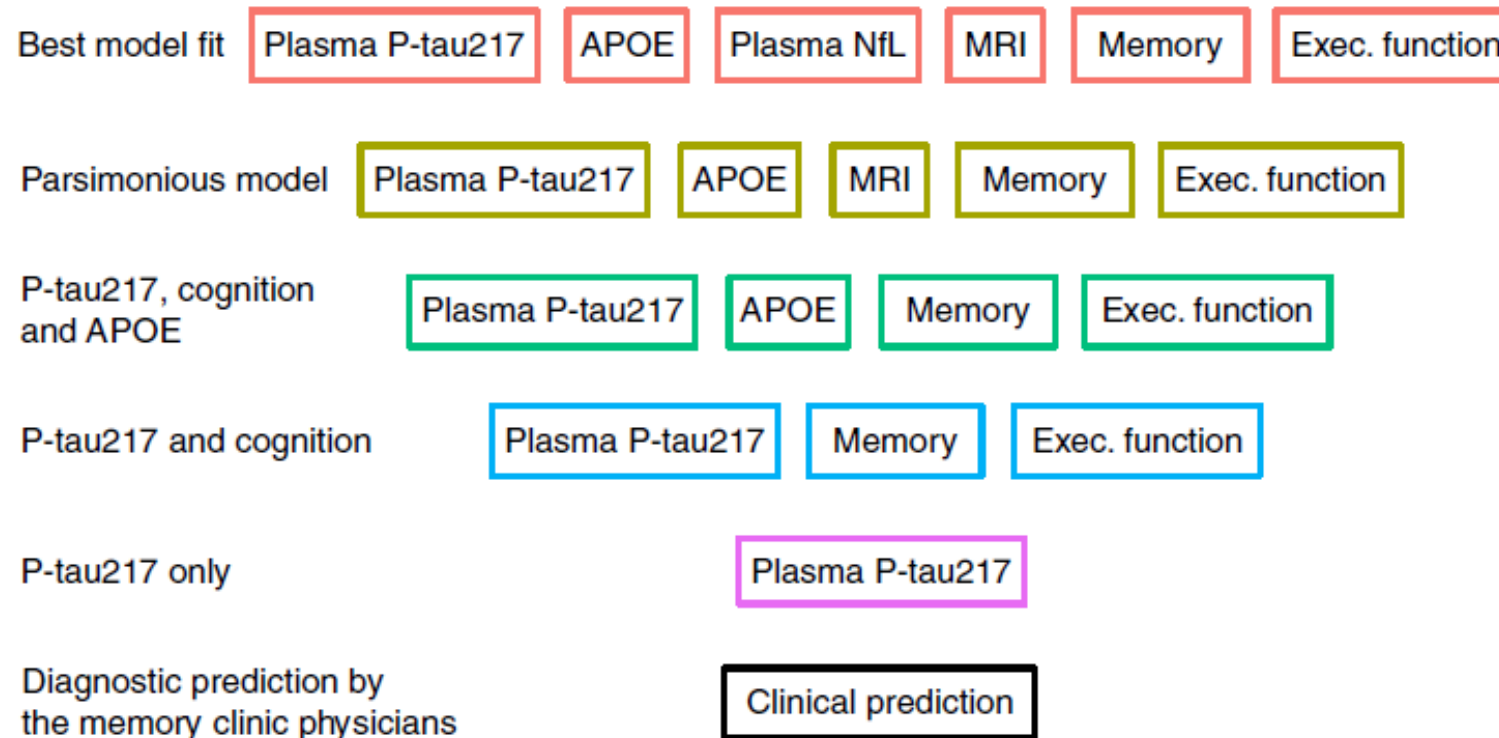 Best model fit Plasma P-tau217 APOE Plasma NfL MRI Memory Exec. function
Parsimonious model Plasma P-tau217 APOE MRI Memory Exec. function
P-tau217, cognition
and APOE Plasma P-tau217 APOE Memory Exec. function
P-tau217 and cognition Plasma P-tau217 Memory Exec. function
P-tau217 only Plasma P-tau217
Diagnostic prediction by
the memory clinic physicians Clinical prediction